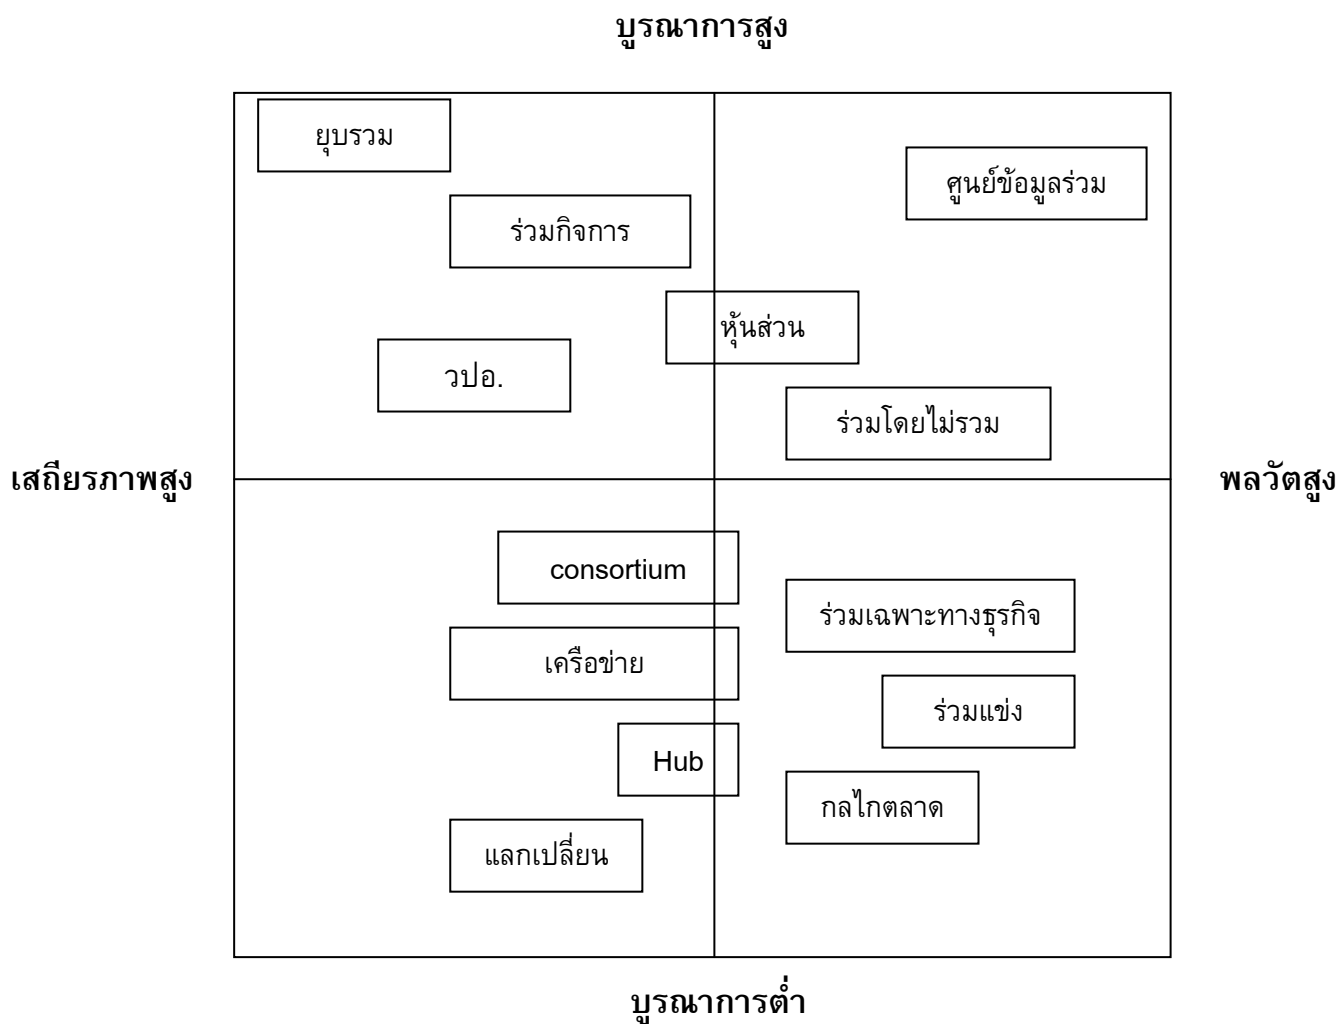 บูรณาการสูง
ยุบรวม
ศูนย์ข้อมูลร่วม
ร่วมกิจการ
หุ้นส่วน
วปอ.
ร่วมโดยไม่รวม
เสถียรภาพสูง
พลวัตสูง
consortium
ร่วมเฉพาะทางธุรกิจ
เครือข่าย
ร่วมแข่ง
Hub
กลไกตลาด
แลกเปลี่ยน
บูรณาการต่ำ